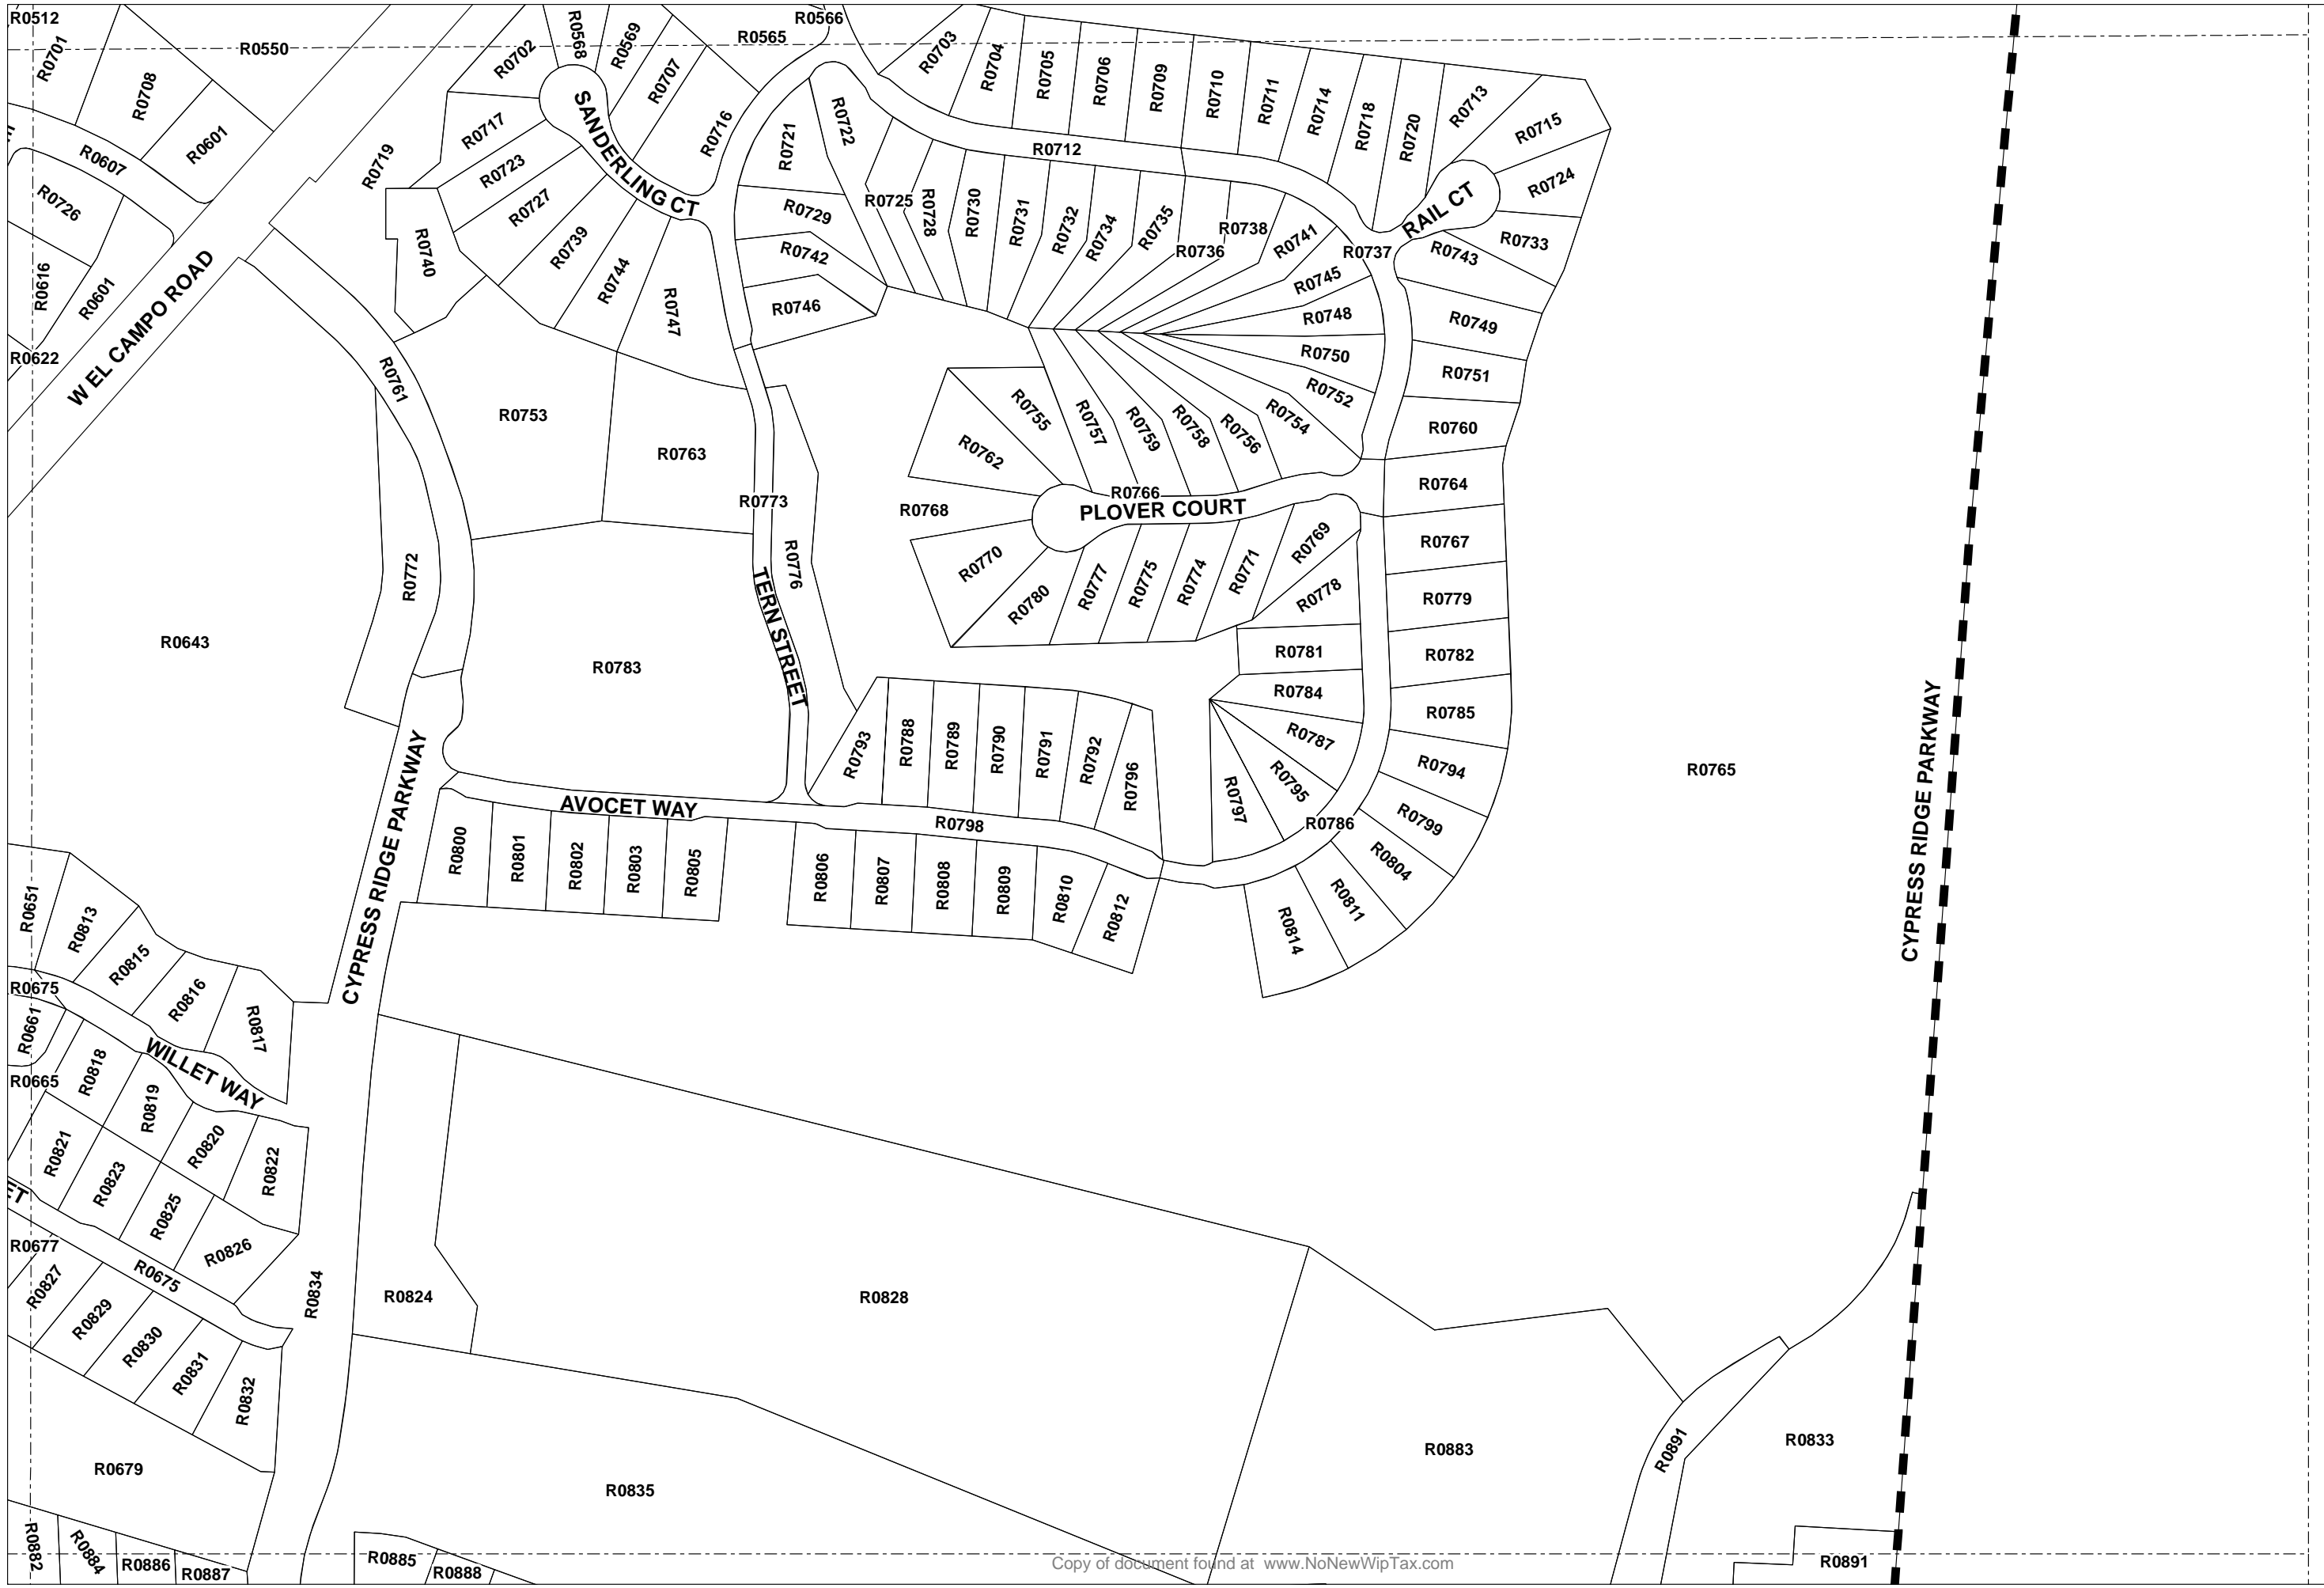 R0512
R0701
R0550
R0708
R0601
R0607
R0702
R0568
R0569
R0707
R0565
R0566
R0703
R0704
R0705
R0706
R0709
R0710
R0711
R0714
R0718
R0720
R0713
R0715
R0724
R0733
R0743
R0726
R0616
R0601
R0622
W EL CAMPO ROAD
R0719
R0717
R0723
R0727
R0739
R0744
R0747
R0740
SANDERLING CT
R0716
R0721
R0722
R0712
R0725
R0728
R0730
R0731
R0732
R0734
R0735
R0736
R0738
R0741
R0737
RAIL CT
R0729
R0742
R0746
R0745
R0748
R0750
R0752
R0754
R0749
R0751
R0760
R0764
R0767
R0779
R0782
R0785
R0794
R0799
R0804
R0811
R0814
R0761
R0753
R0763
R0773
R0776
R0755
R0757
R0759
R0758
R0756
R0762
R0766
PLOVER COURT
R0768
R0770
R0780
R0777
R0775
R0774
R0771
R0769
R0778
R0781
R0784
R0787
R0795
R0797
R0786
R0772
R0643
R0783
TERN STREET
R0793
R0788
R0789
R0790
R0791
R0792
R0796
R0765
CYPRESS RIDGE PARKWAY
CYPRESS RIDGE PARKWAY
AVOCET WAY
R0798
R0800
R0801
R0802
R0803
R0805
R0806
R0807
R0808
R0809
R0810
R0812
R0651
R0813
R0815
R0816
R0817
R0675
R0661
WILLET WAY
R0665
R0818
R0819
R0820
R0822
R0821
R0823
R0825
R0826
ET
R0677
R0675
R0827
R0829
R0830
R0831
R0832
R0834
R0824
R0828
R0883
R0891
R0833
R0679
R0835
R0882
R0884
R0886
R0887
R0885
R0888
R0891
Copy of document found at www.NoNewWipTax.com